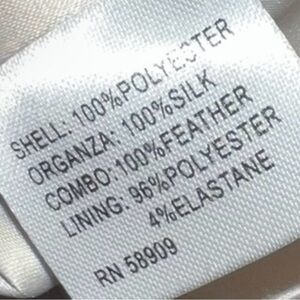 SHELL: 100%POLYESTER
ORGANZA: 100%SILK
COMBO: 100%FEATHER
LINING: 96%POLYESTER
4%ELASTANE
RN 58909